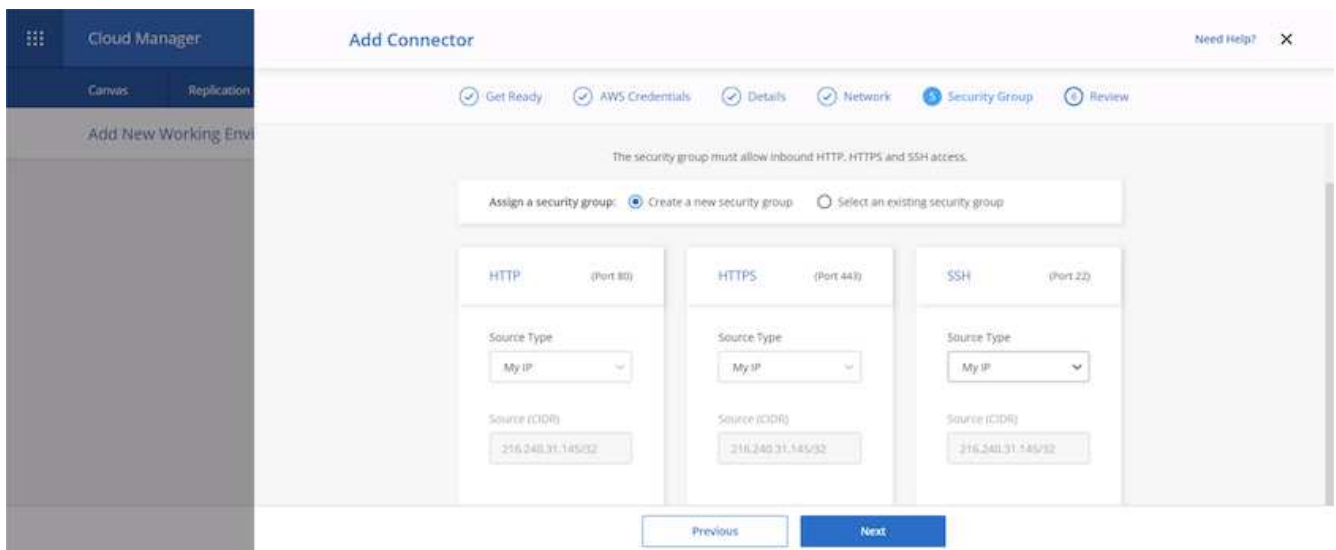 Cloud Manager
Add Connector
Need Help?
Canvas
Replication
Get Ready
AWS Credentials
Details
Network
5 Security Group
6 Review
Add New Working Envi
The security group must allow inbound HTTP, HTTPS and SSH access.
Assign a security group: Create a new security group Select an existing security group
HTTP (Port 80)
HTTPS (Port 443)
SSH (Port 22)
Source Type
Source Type
Source Type
My IP
My IP
My IP
Source (CIDR)
Source (CIDR)
Source (CIDR)
216.240.31.145/32
216.240.31.145/32
216.240.31.145/32
Previous
Next